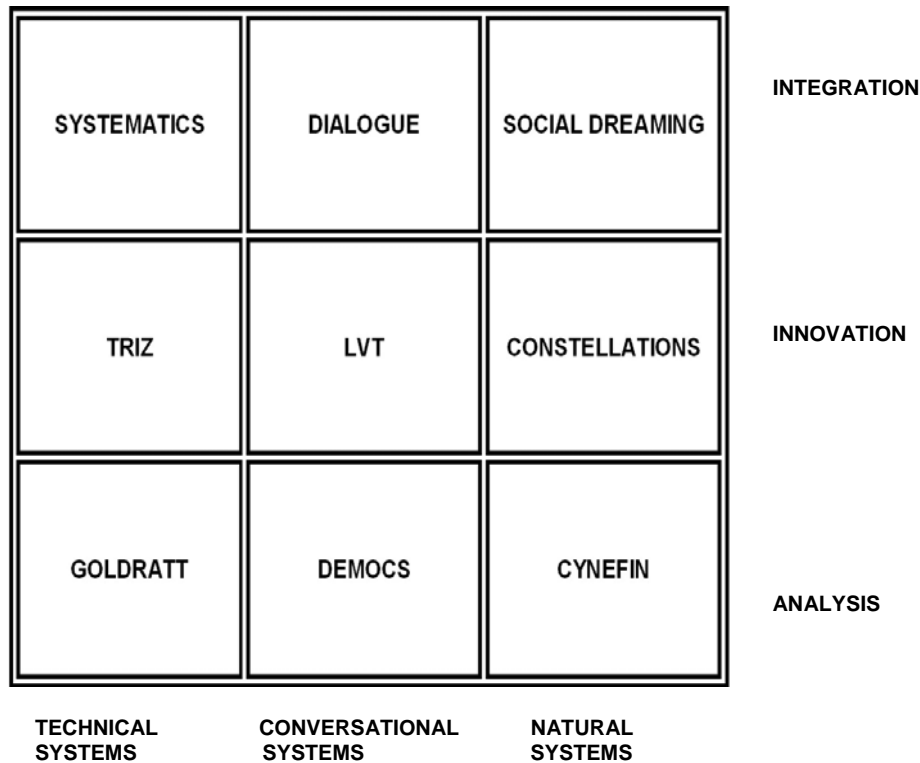 INTEGRATION
SYSTEMATICS DIALOGUE SOCIAL DREAMING
INNOVATION
TRIZ LVT CONSTELLATIONS
GOLDRATT DEMOCS CYNEFIN
ANALYSIS
TECHNICAL CONVERSATIONAL NATURAL
SYSTEMS SYSTEMS SYSTEMS